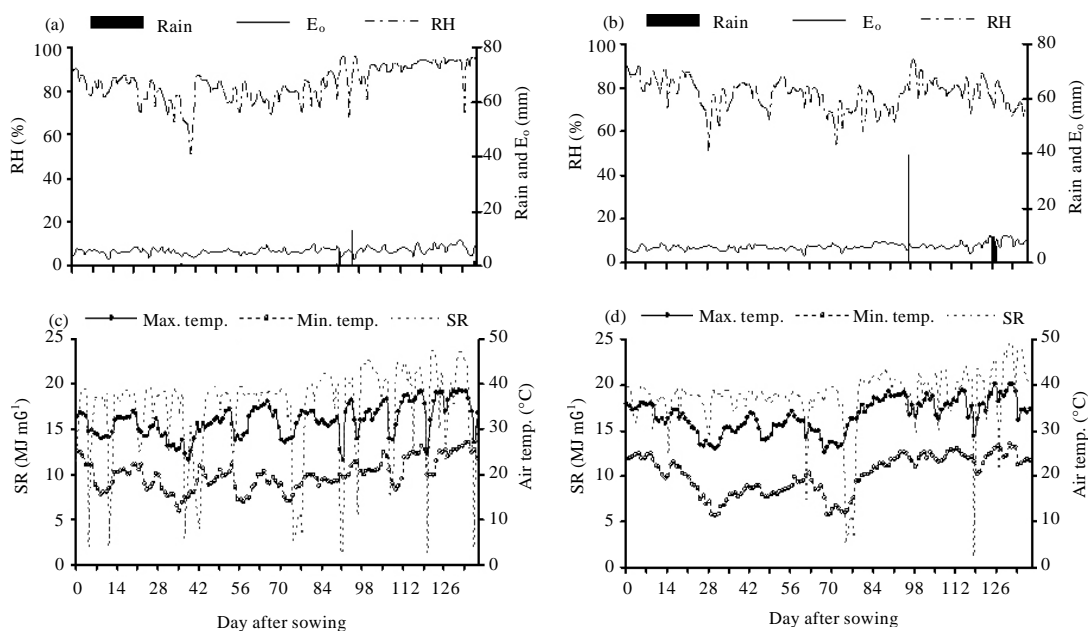 (a) Rain E₀ RH
(b) Rain E₀ RH
100
80
60
40
20
0
RH (%)
80
60
40
20
0
Rain and E₀ (mm)
100
80
60
40
20
0
RH (%)
80
60
40
20
0
Rain and E₀ (mm)
(c) Max. temp. Min. temp. SR
(d) Max. temp. Min. temp. SR
25
20
15
10
5
0
SR (MJ mG¹)
50
40
30
20
10
0
Air temp. (°C)
0 14 28 42 56 70 84 98 112 126
Day after sowing
25
20
15
10
5
0
SR (MJ mG¹)
50
40
30
20
10
0
Air temp. (°C)
0 14 28 42 56 70 84 98 112 126
Day after sowing